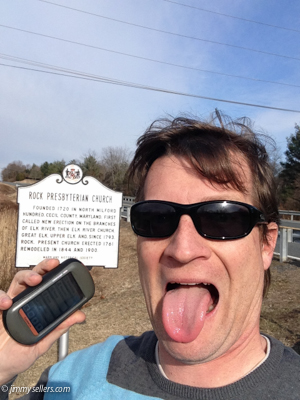 ROCK PRESBYTERIAN CHURCH
FOUNDED 1720 IN NORTH MILFORD
HUNDRED CECIL COUNTY MARYLAND. FIRST
CALLED NEW ERECTION ON THE BRANCHES
OF ELK RIVER. THEN ELK RIVER CHURCH,
GREAT ELK, UPPER ELK AND SINCE 1792
ROCK. PRESENT CHURCH ERECTED 1761
REMODELED IN 1844 AND 1900.
© jimmysellers.com